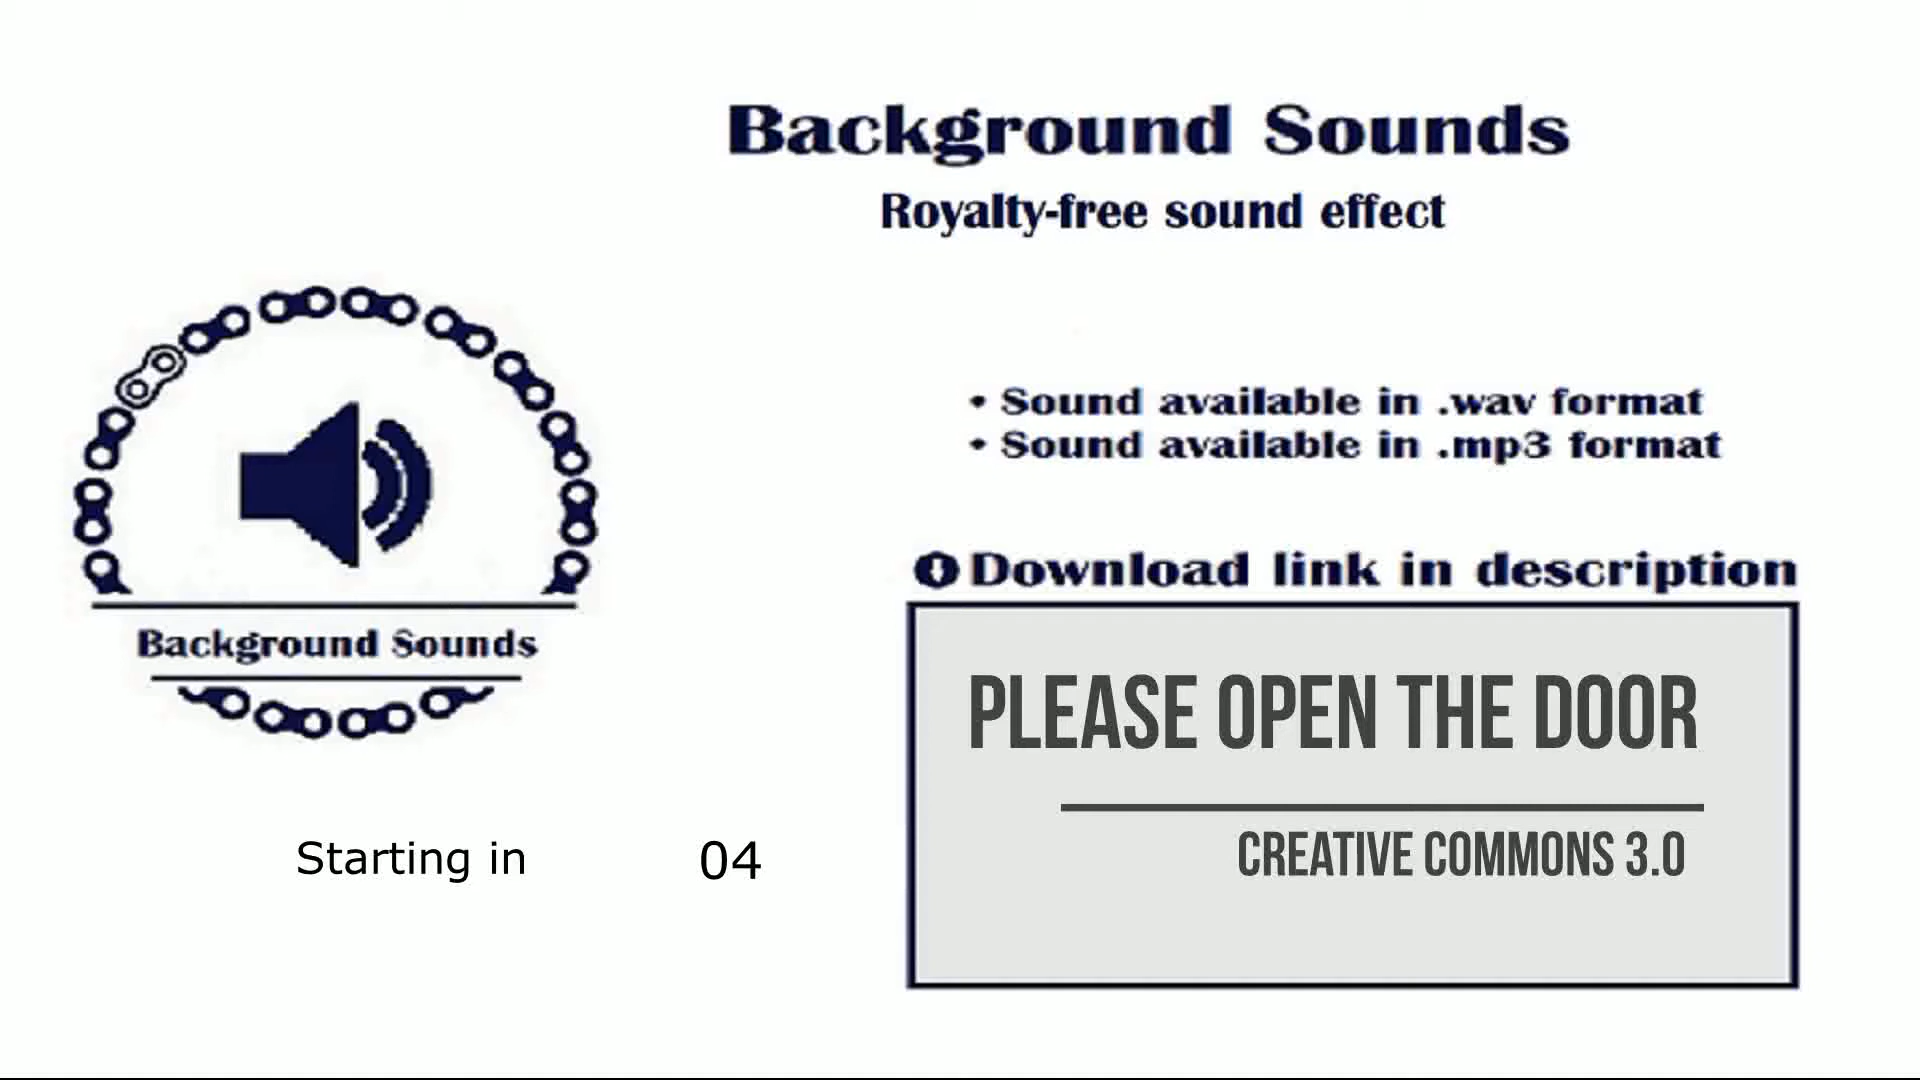 Background Sounds
Royalty-free sound effect
• Sound available in .wav format
• Sound available in .mp3 format
Download link in description
Background Sounds
PLEASE OPEN THE DOOR
CREATIVE COMMONS 3.0
Starting in 04